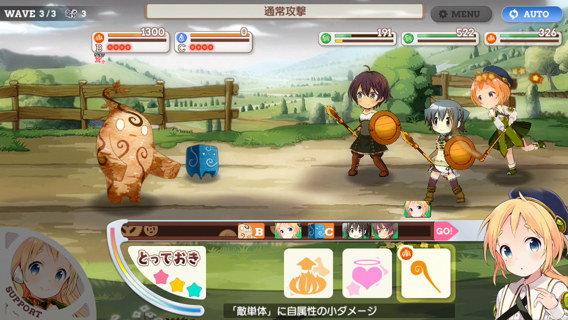 WAVE 3/3 3
通常攻撃
MENU
AUTO
B 1300
C 0
191
522
326
B C GO!
とっておき
SUPPORT
「敵単体」に自属性の小ダメージ